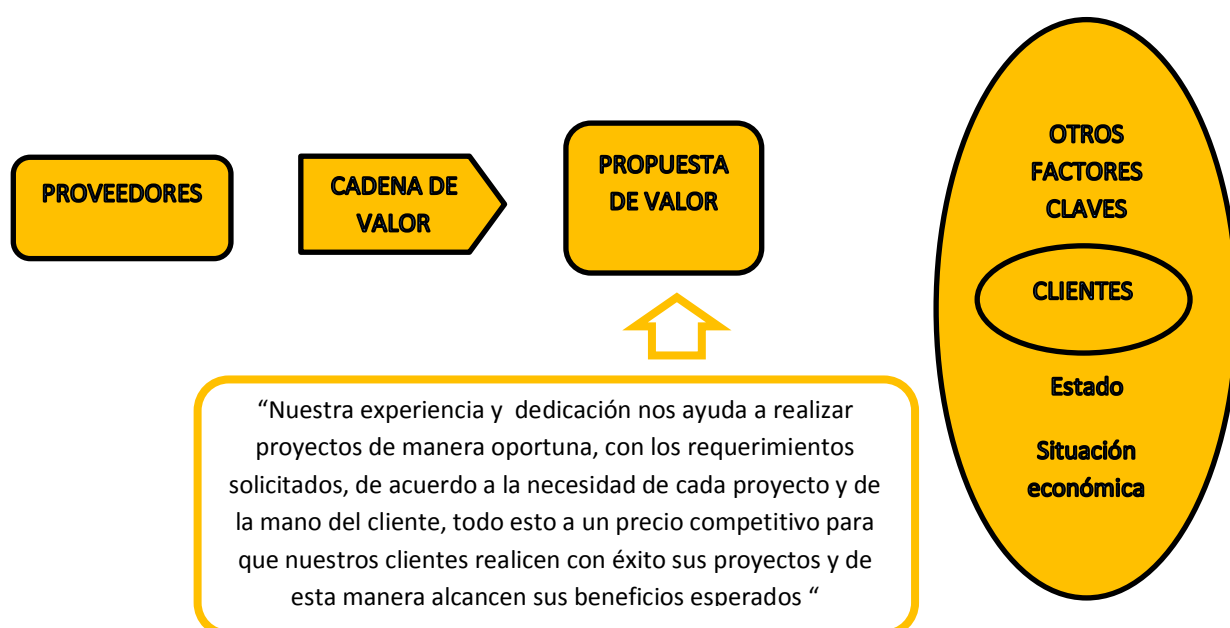 PROVEEDORES
CADENA DE
VALOR
PROPUESTA
DE VALOR
OTROS
FACTORES
CLAVES
CLIENTES
Estado
Situación
económica
“Nuestra experiencia y  dedicación nos ayuda a realizar
proyectos de manera oportuna, con los requerimientos
solicitados, de acuerdo a la necesidad de cada proyecto y de
la mano del cliente, todo esto a un precio competitivo para
que nuestros clientes realicen con éxito sus proyectos y de
esta manera alcancen sus beneficios esperados “